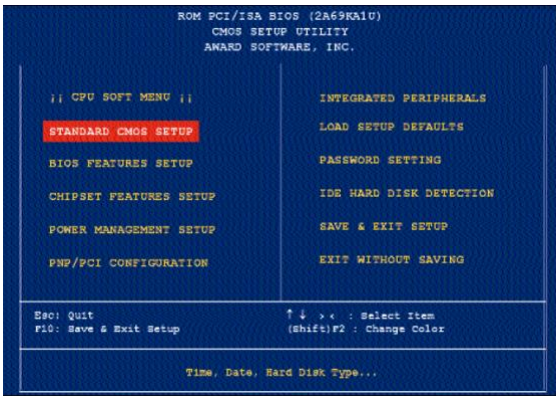 ROM PCI/ISA BIOS (2A69KA1U)
CMOS SETUP UTILITY
AWARD SOFTWARE, INC.
¡¡ CPU SOFT MENU ¡¡
STANDARD CMOS SETUP
BIOS FEATURES SETUP
CHIPSET FEATURES SETUP
POWER MANAGEMENT SETUP
PNP/PCI CONFIGURATION
INTEGRATED PERIPHERALS
LOAD SETUP DEFAULTS
PASSWORD SETTING
IDE HARD DISK DETECTION
SAVE & EXIT SETUP
EXIT WITHOUT SAVING
Esc: Quit
F10: Save & Exit Setup
↑ ↓ > < : Select Item
(Shift)F2 : Change Color
Time, Date, Hard Disk Type...